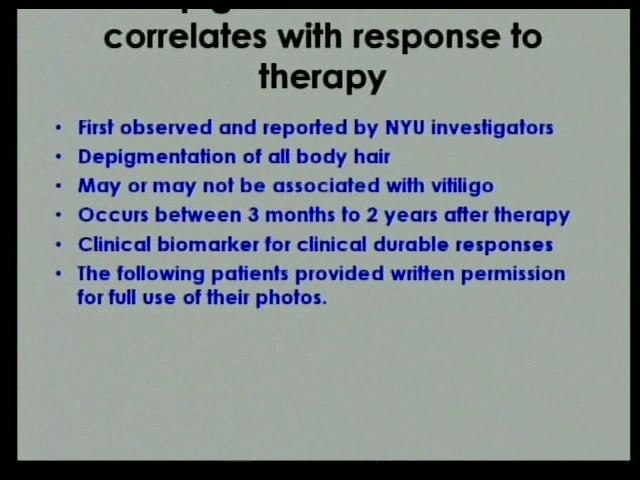 correlates with response to
therapy
• First observed and reported by NYU investigators
• Depigmentation of all body hair
• May or may not be associated with vitiligo
• Occurs between 3 months to 2 years after therapy
• Clinical biomarker for clinical durable responses
• The following patients provided written permission
for full use of their photos.